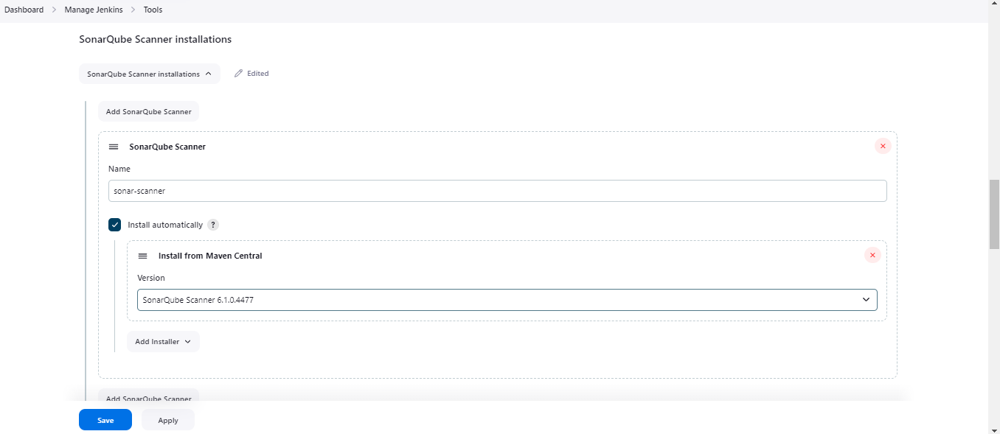 Dashboard > Manage Jenkins > Tools
SonarQube Scanner installations
SonarQube Scanner installations
Edited
Add SonarQube Scanner
SonarQube Scanner
Name
sonar-scanner
Install automatically ?
Install from Maven Central
Version
SonarQube Scanner 6.1.0.4477
Add Installer
Add SonarQube Scanner
Save
Apply